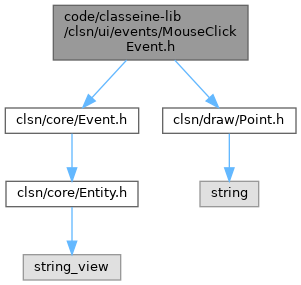 code/classeine-lib
/clsn/ui/events/MouseClick
Event.h
clsn/core/Event.h
clsn/draw/Point.h
clsn/core/Entity.h
string
string_view